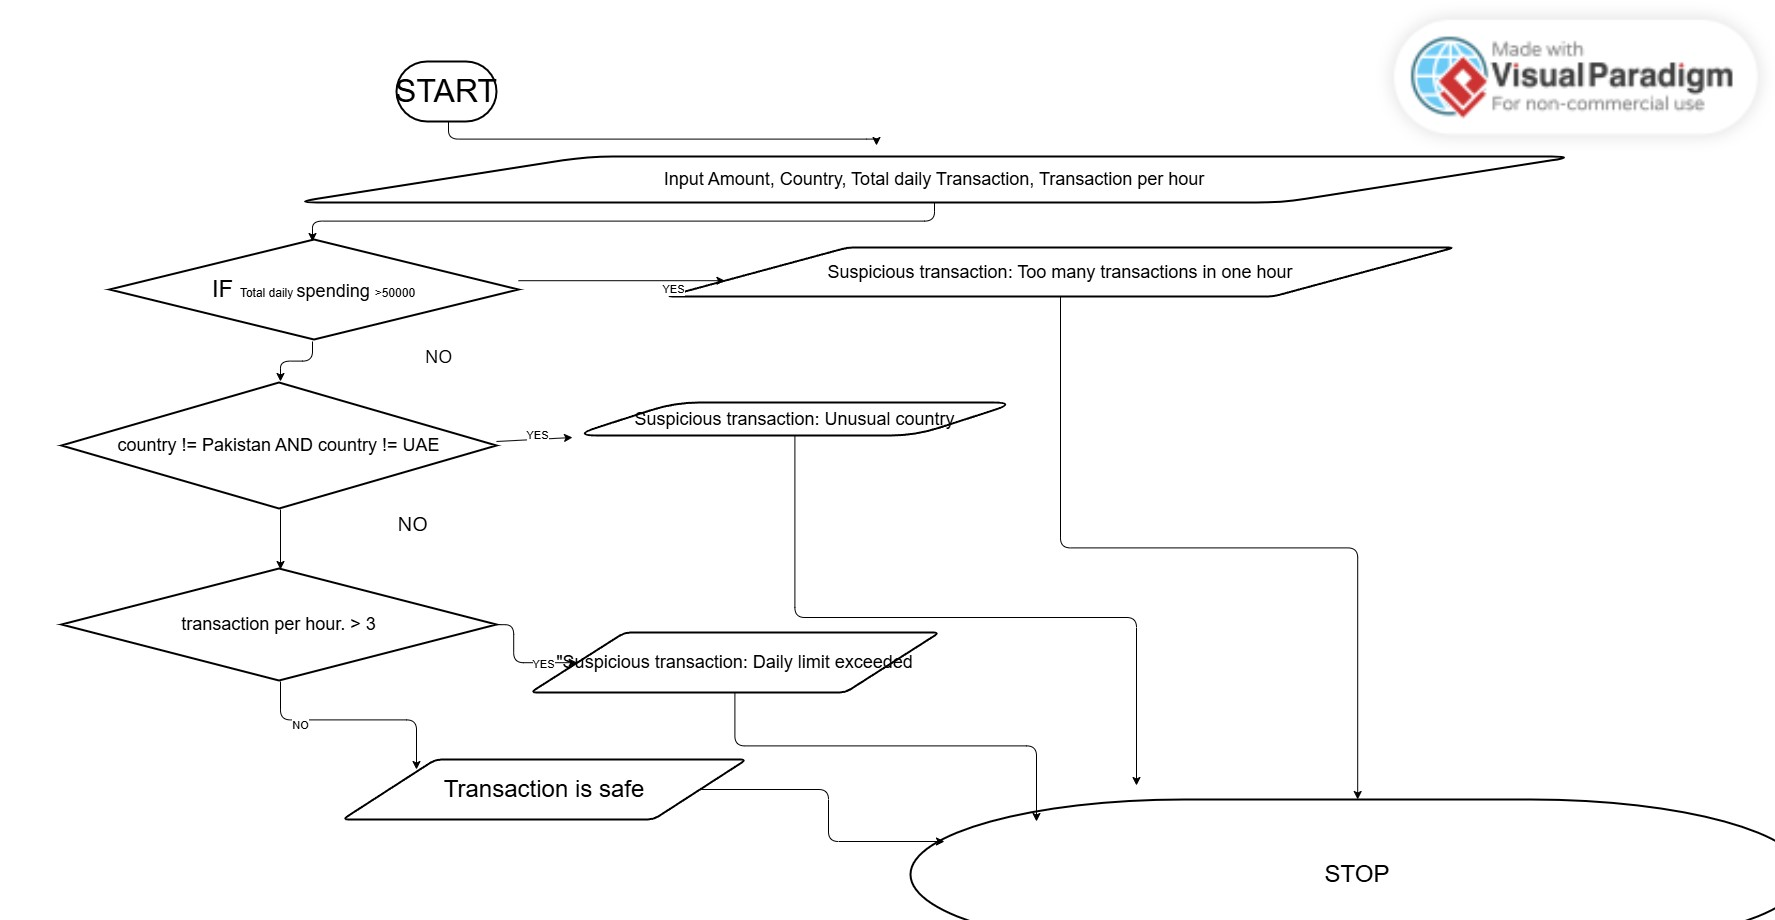 Made with
Visual Paradigm
For non-commercial use
START
Input Amount, Country, Total daily Transaction, Transaction per hour
IF Total daily spending >50000
YES
Suspicious transaction: Too many transactions in one hour
NO
country != Pakistan AND country != UAE
YES
Suspicious transaction: Unusual country
NO
transaction per hour. > 3
YES
"Suspicious transaction: Daily limit exceeded
NO
Transaction is safe
STOP